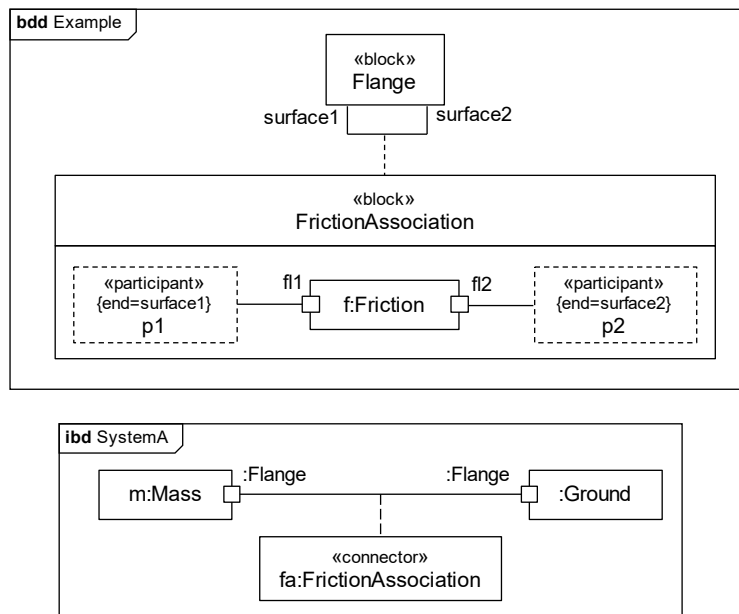 bdd Example
«block»
Flange
surface1
surface2
«block»
FrictionAssociation
«participant»
{end=surface1}
p1
fl1
f:Friction
fl2
«participant»
{end=surface2}
p2
ibd SystemA
:Flange
:Flange
m:Mass
:Ground
«connector»
fa:FrictionAssociation